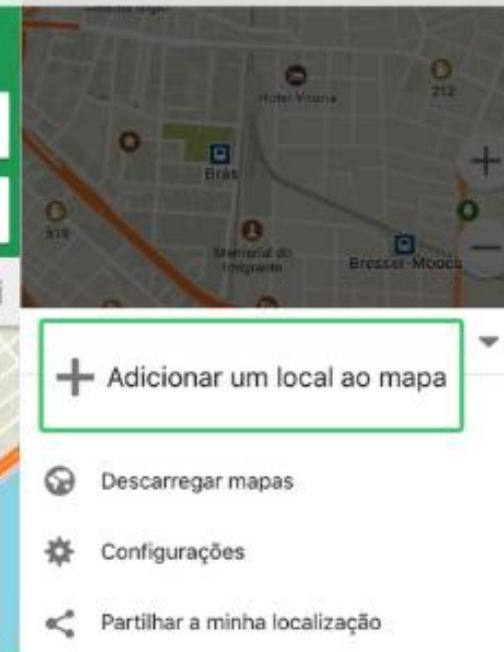 Hotel Vitoria
212
Brás
519
Memorial do
Imigrante
Bresser-Mooca
Adicionar um local ao mapa
Descarregar mapas
Configurações
Partilhar a minha localização